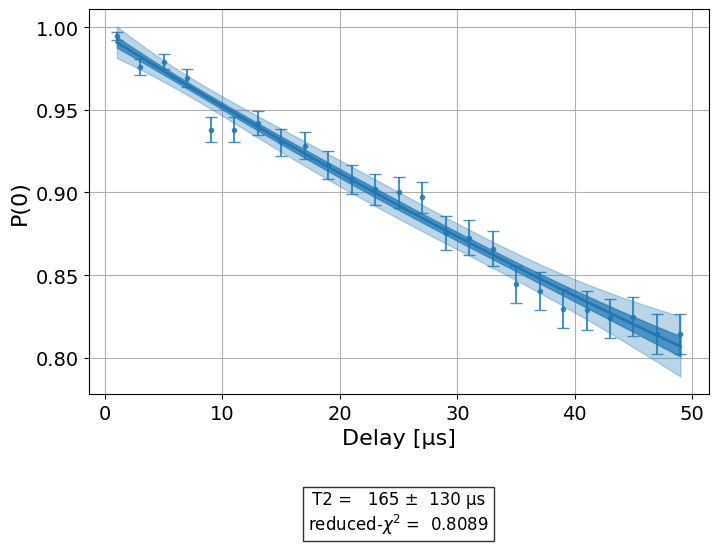 1.00
0.95
0.90
0.85
0.80
P(0)
0 10 20 30 40 50
Delay [μs]
T2 = 165 ± 130 μs
reduced-χ² = 0.8089